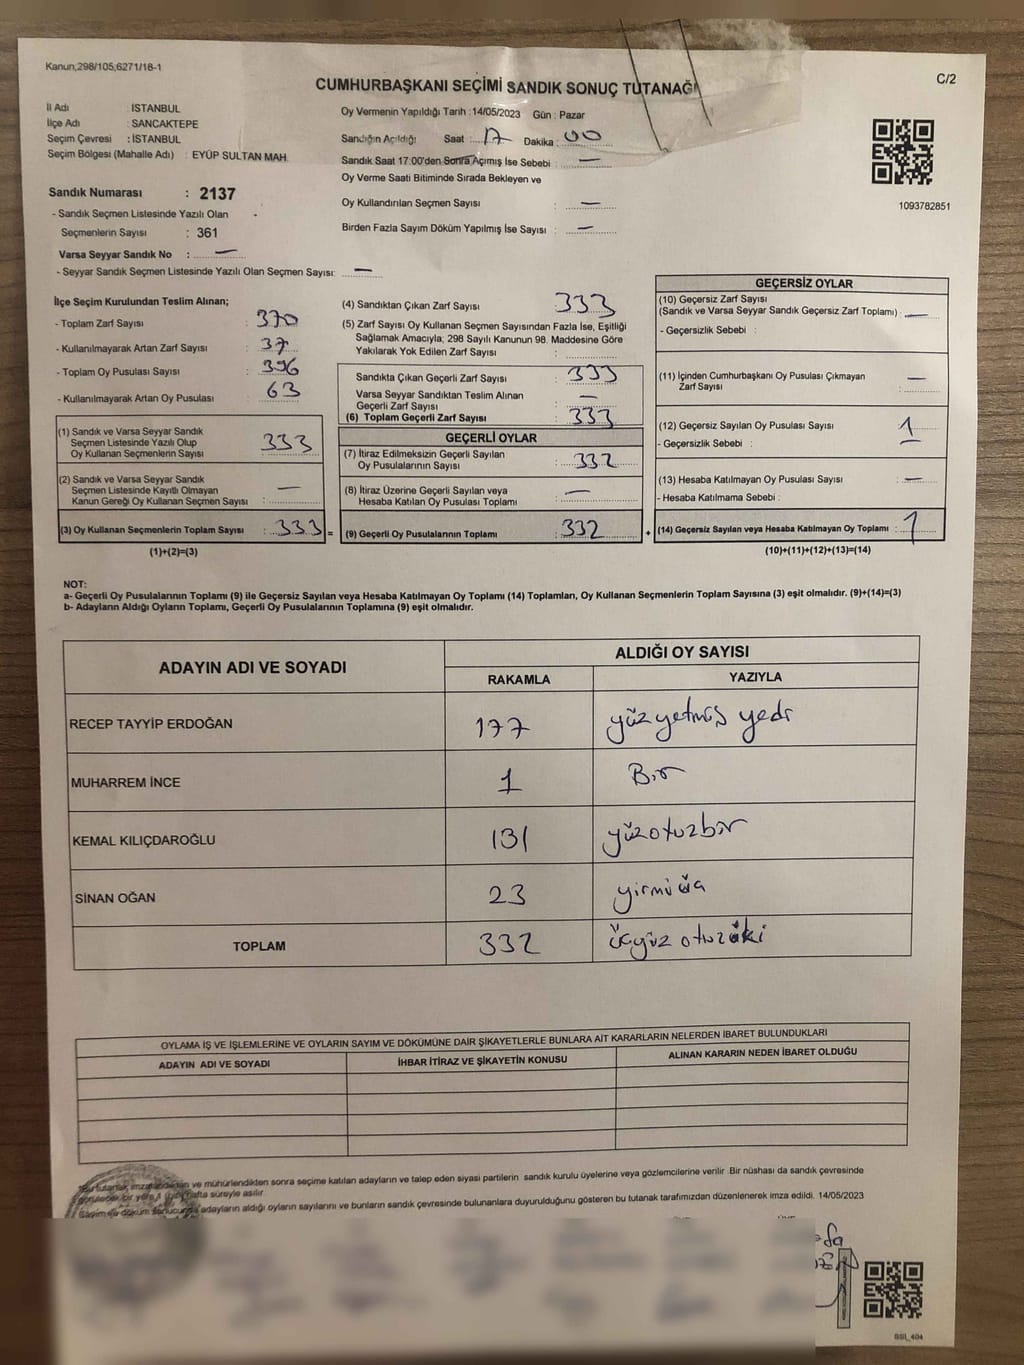 Kanun,298/105;6271/18-1
C/2
CUMHURBAŞKANI SEÇİMİ SANDIK SONUÇ TUTANAĞI
İl Adı : İSTANBUL
İlçe Adı : SANCAKTEPE
Seçim Çevresi : İSTANBUL
Seçim Bölgesi (Mahalle Adı) : EYÜP SULTAN MAH.
Oy Vermenin Yapıldığı Tarih :14/05/2023 Gün : Pazar
Sandığın Açıldığı Saat : 17 Dakika : 00
Sandık Saat 17:00'den Sonra Açımış İse Sebebi : —
Oy Verme Saati Bitiminde Sırada Bekleyen ve
Oy Kullandırılan Seçmen Sayısı : —
Birden Fazla Sayım Döküm Yapılmış İse Sayısı : —
1093782851
Sandık Numarası : 2137
- Sandık Seçmen Listesinde Yazılı Olan
Seçmenlerin Sayısı : 361
Varsa Seyyar Sandık No : —
- Seyyar Sandık Seçmen Listesinde Yazılı Olan Seçmen Sayısı: —
İlçe Seçim Kurulundan Teslim Alınan;
- Toplam Zarf Sayısı : 370
- Kullanılmayarak Artan Zarf Sayısı : 37
- Toplam Oy Pusulası Sayısı : 396
- Kullanılmayarak Artan Oy Pusulası : 63
(1) Sandık ve Varsa Seyyar Sandık
Seçmen Listesinde Yazılı Olup
Oy Kullanan Seçmenlerin Sayısı : 333
(2) Sandık ve Varsa Seyyar Sandık
Seçmen Listesinde Kayıtlı Olmayan
Kanun Gereği Oy Kullanan Seçmen Sayısı : —
(3) Oy Kullanan Seçmenlerin Toplam Sayısı : 333 =
(1)+(2)=(3)
(4) Sandıktan Çıkan Zarf Sayısı : 333
(5) Zarf Sayısı Oy Kullanan Seçmen Sayısından Fazla İse, Eşitliği
Sağlamak Amacıyla; 298 Sayılı Kanunun 98. Maddesine Göre
Yakılarak Yok Edilen Zarf Sayısı :
Sandıkta Çıkan Geçerli Zarf Sayısı : 333
Varsa Seyyar Sandıktan Teslim Alınan
Geçerli Zarf Sayısı : —
(6) Toplam Geçerli Zarf Sayısı : 333
GEÇERLİ OYLAR
(7) İtiraz Edilmeksizin Geçerli Sayılan
Oy Pusulalarının Sayısı : 332
(8) İtiraz Üzerine Geçerli Sayılan veya
Hesaba Katılan Oy Pusulası Toplamı : —
(9) Geçerli Oy Pusulalarının Toplamı : 332 +
GEÇERSİZ OYLAR
(10) Geçersiz Zarf Sayısı
(Sandık ve Varsa Seyyar Sandık Geçersiz Zarf Toplamı) : —
- Geçersizlik Sebebi :
(11) İçinden Cumhurbaşkanı Oy Pusulası Çıkmayan
Zarf Sayısı : —
(12) Geçersiz Sayılan Oy Pusulası Sayısı : 1
- Geçersizlik Sebebi :
(13) Hesaba Katılmayan Oy Pusulası Sayısı : —
- Hesaba Katılmama Sebebi :
(14) Geçersiz Sayılan veya Hesaba Katılmayan Oy Toplamı : 1
(10)+(11)+(12)+(13)=(14)
NOT:
a- Geçerli Oy Pusulalarının Toplamı (9) ile Geçersiz Sayılan veya Hesaba Katılmayan Oy Toplamı (14) Toplamları, Oy Kullanan Seçmenlerin Toplam Sayısına (3) eşit olmalıdır. (9)+(14)=(3)
b- Adayların Aldığı Oyların Toplamı, Geçerli Oy Pusulalarının Toplamına (9) eşit olmalıdır.
ADAYIN ADI VE SOYADI
ALDIĞI OY SAYISI
RAKAMLA YAZIYLA
RECEP TAYYİP ERDOĞAN 177 yüzyetmiş yedi
MUHARREM İNCE 1 Bir
KEMAL KILIÇDAROĞLU 131 yüzotuzbir
SİNAN OĞAN 23 yirmiüç
TOPLAM 332 üçyüz otuziki
OYLAMA İŞ VE İŞLEMLERİNE VE OYLARIN SAYIM VE DÖKÜMÜNE DAİR ŞİKAYETLERLE BUNLARA AİT KARARLARIN NELERDEN İBARET BULUNDUKLARI
ADAYIN ADI VE SOYADI İHBAR İTİRAZ VE ŞİKAYETİN KONUSU ALINAN KARARIN NEDEN İBARET OLDUĞU
*Bu tutanak, imzalandıktan ve mühürlendikten sonra seçime katılan adayların ve talep eden siyasi partilerin sandık kurulu üyelerine veya gözlemcilerine verilir. Bir nüshası da sandık çevresinde
görülecek bir yere 1 (bir) hafta süreyle asılır.
Sayım ve döküm sonucunda adayların aldığı oyların sayılarını ve bunların sandık çevresinde bulunanlara duyurulduğunu gösteren bu tutanak tarafımızdan düzenlenerek imza edildi. 14/05/2023
SSI_404